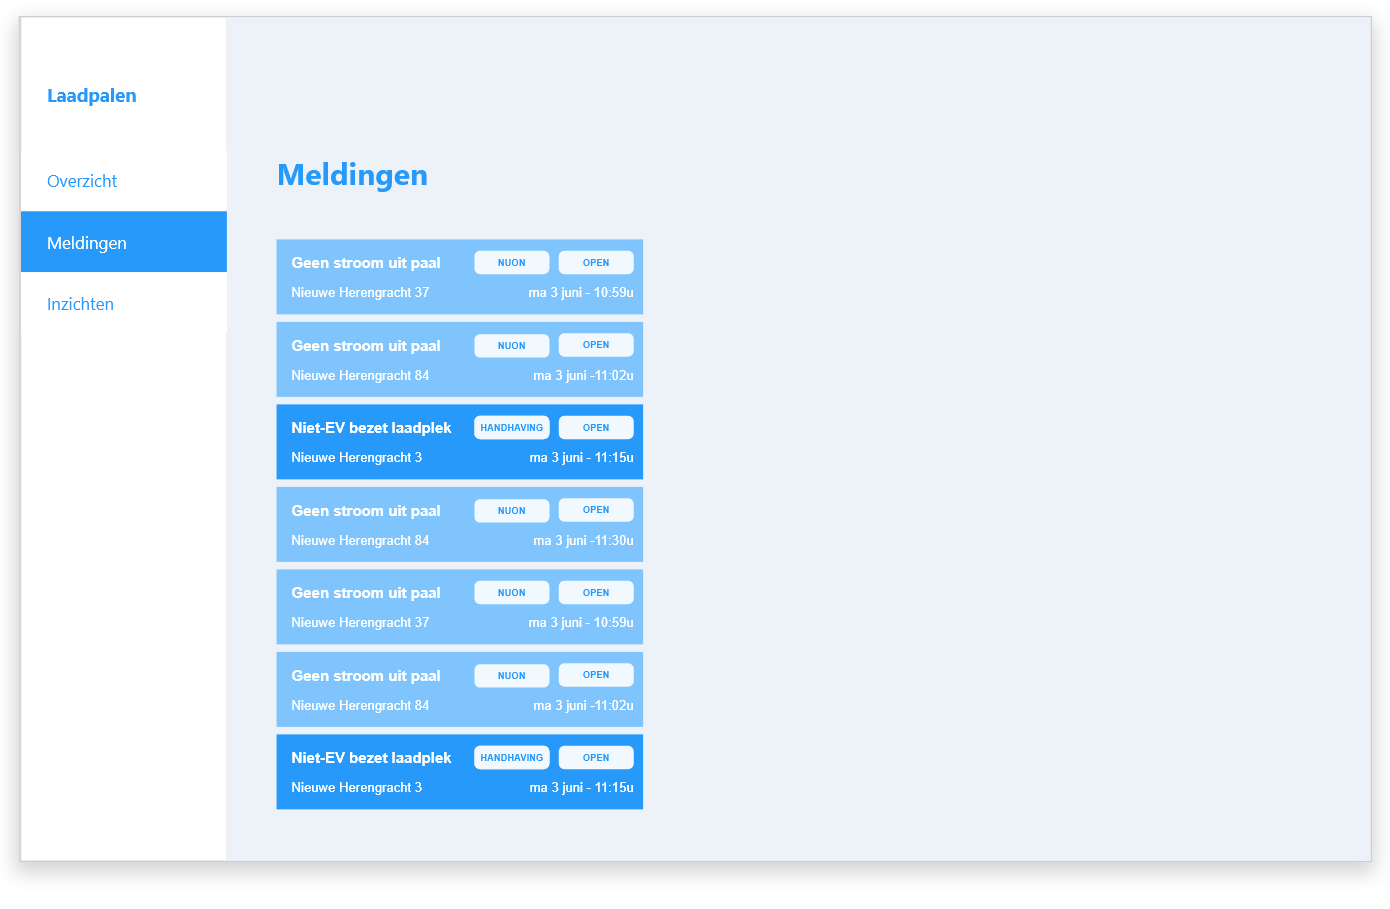 Laadpalen
Overzicht
Meldingen
Inzichten
Meldingen
Geen stroom uit paal NUON OPEN
Nieuwe Herengracht 37 ma 3 juni - 10:59u
Geen stroom uit paal NUON OPEN
Nieuwe Herengracht 84 ma 3 juni -11:02u
Niet-EV bezet laadplek HANDHAVING OPEN
Nieuwe Herengracht 3 ma 3 juni - 11:15u
Geen stroom uit paal NUON OPEN
Nieuwe Herengracht 84 ma 3 juni -11:30u
Geen stroom uit paal NUON OPEN
Nieuwe Herengracht 37 ma 3 juni - 10:59u
Geen stroom uit paal NUON OPEN
Nieuwe Herengracht 84 ma 3 juni -11:02u
Niet-EV bezet laadplek HANDHAVING OPEN
Nieuwe Herengracht 3 ma 3 juni - 11:15u